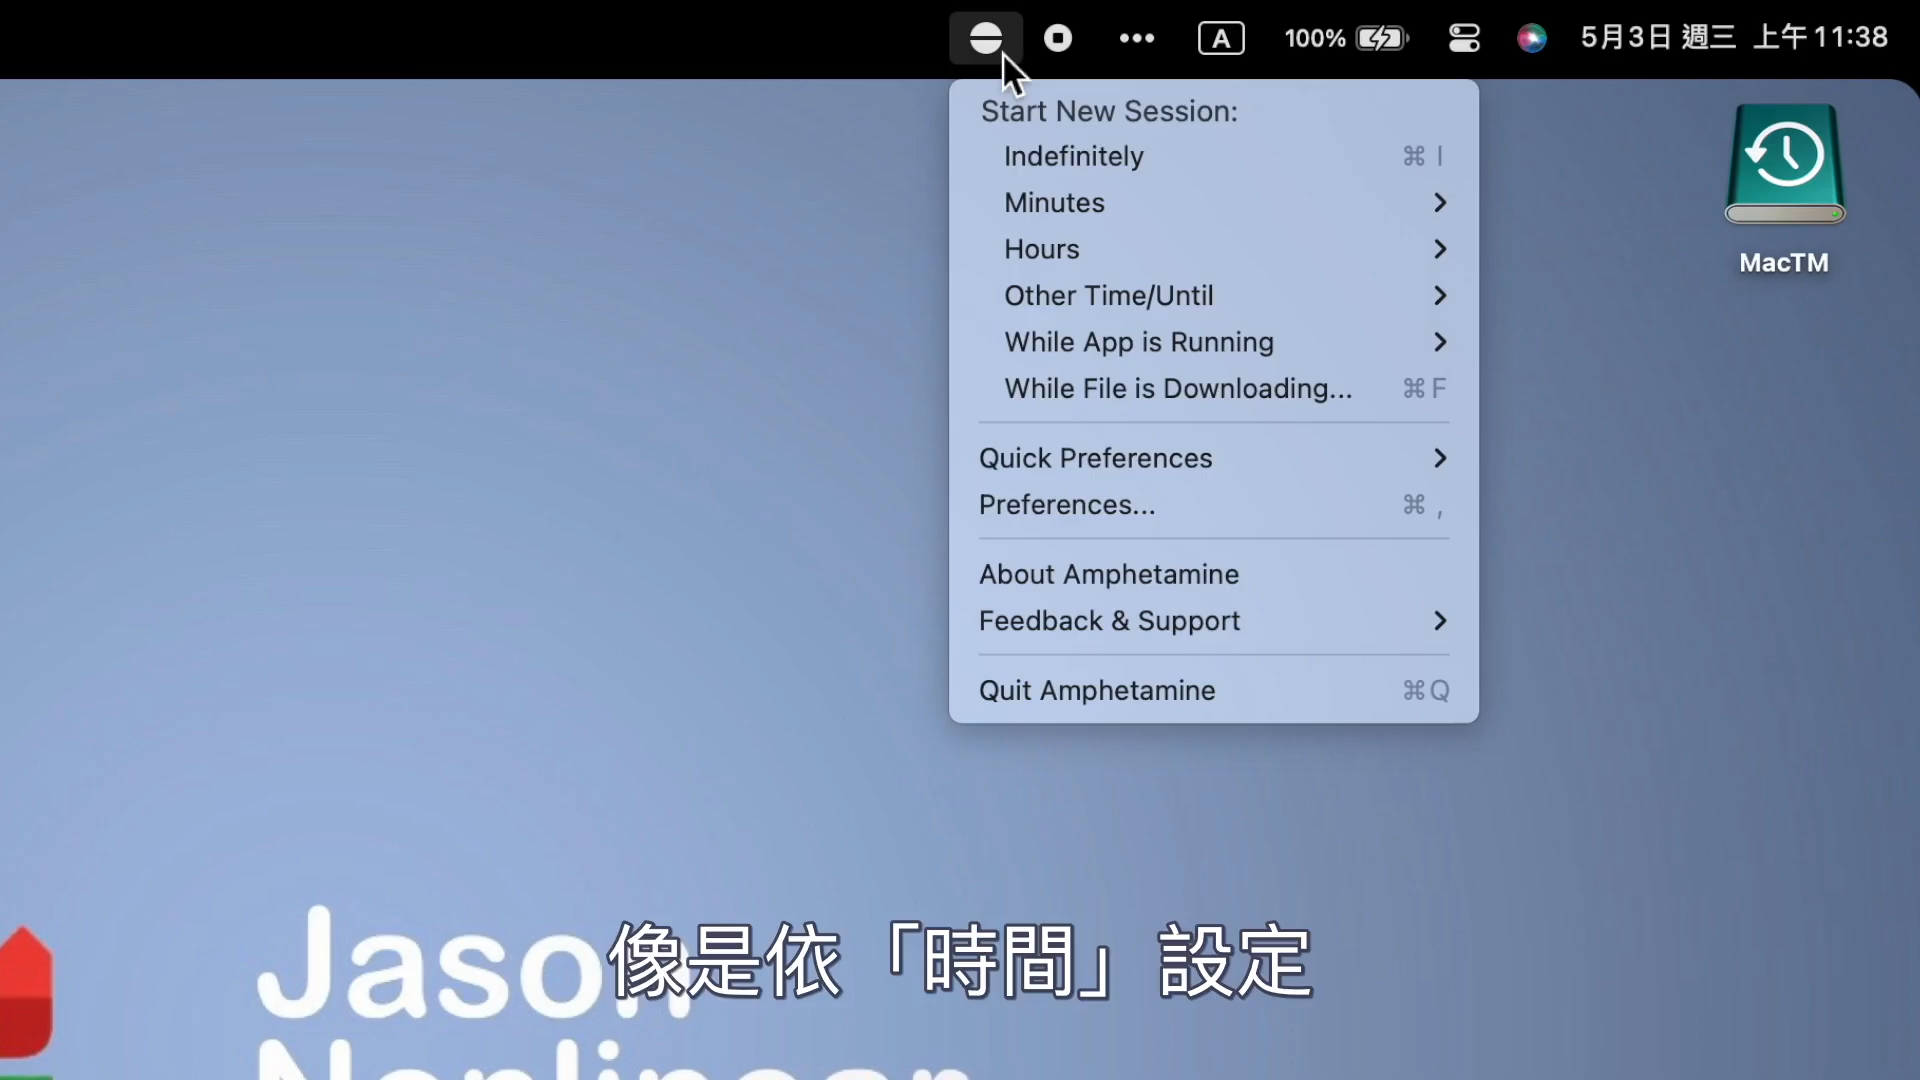 A 100% 5月3日 週三 上午11:38
Start New Session:
Indefinitely ⌘ I
Minutes
Hours
Other Time/Until
While App is Running
While File is Downloading... ⌘ F
Quick Preferences
Preferences... ⌘ ,
About Amphetamine
Feedback & Support
Quit Amphetamine ⌘Q
MacTM
Jason
像是依「時間」設定
Nonlinear